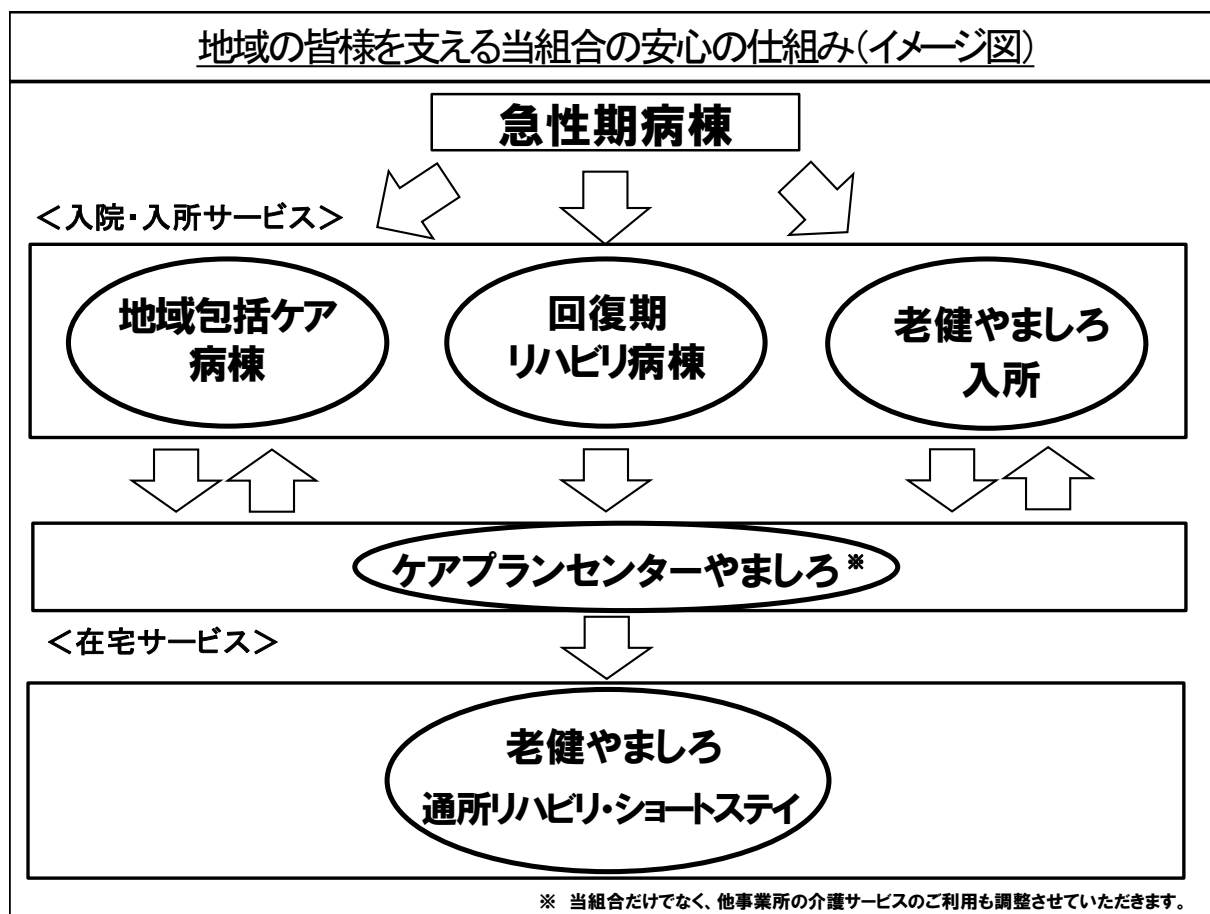 地域の皆様を支える当組合の安心の仕組み(イメージ図)
急性期病棟
＜入院・入所サービス＞
地域包括ケア
病棟
回復期
リハビリ病棟
老健やましろ
入所
ケアプランセンターやましろ※
＜在宅サービス＞
老健やましろ
通所リハビリ・ショートステイ
※ 当組合だけでなく、他事業所の介護サービスのご利用も調整させていただきます。